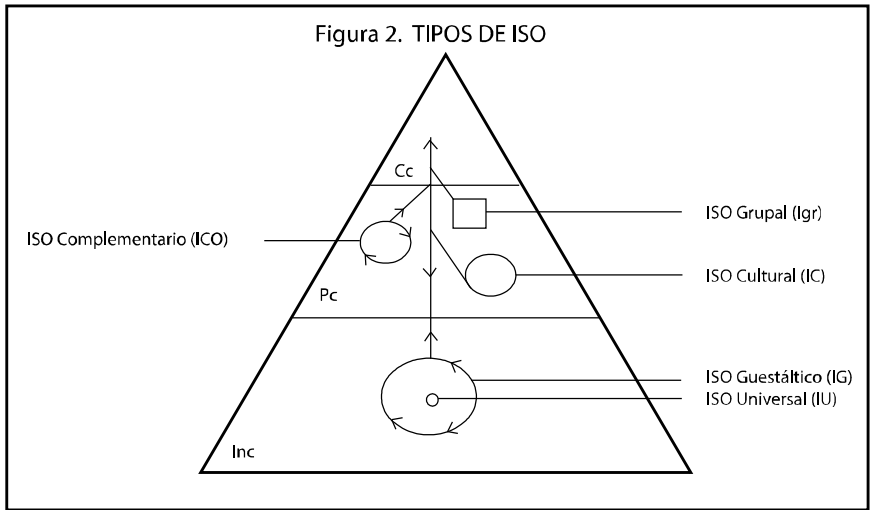 Figura 2. TIPOS DE ISO
Cc
ISO Grupal (Igr)
ISO Complementario (ICO)
ISO Cultural (IC)
Pc
ISO Guestáltico (IG)
ISO Universal (IU)
Inc